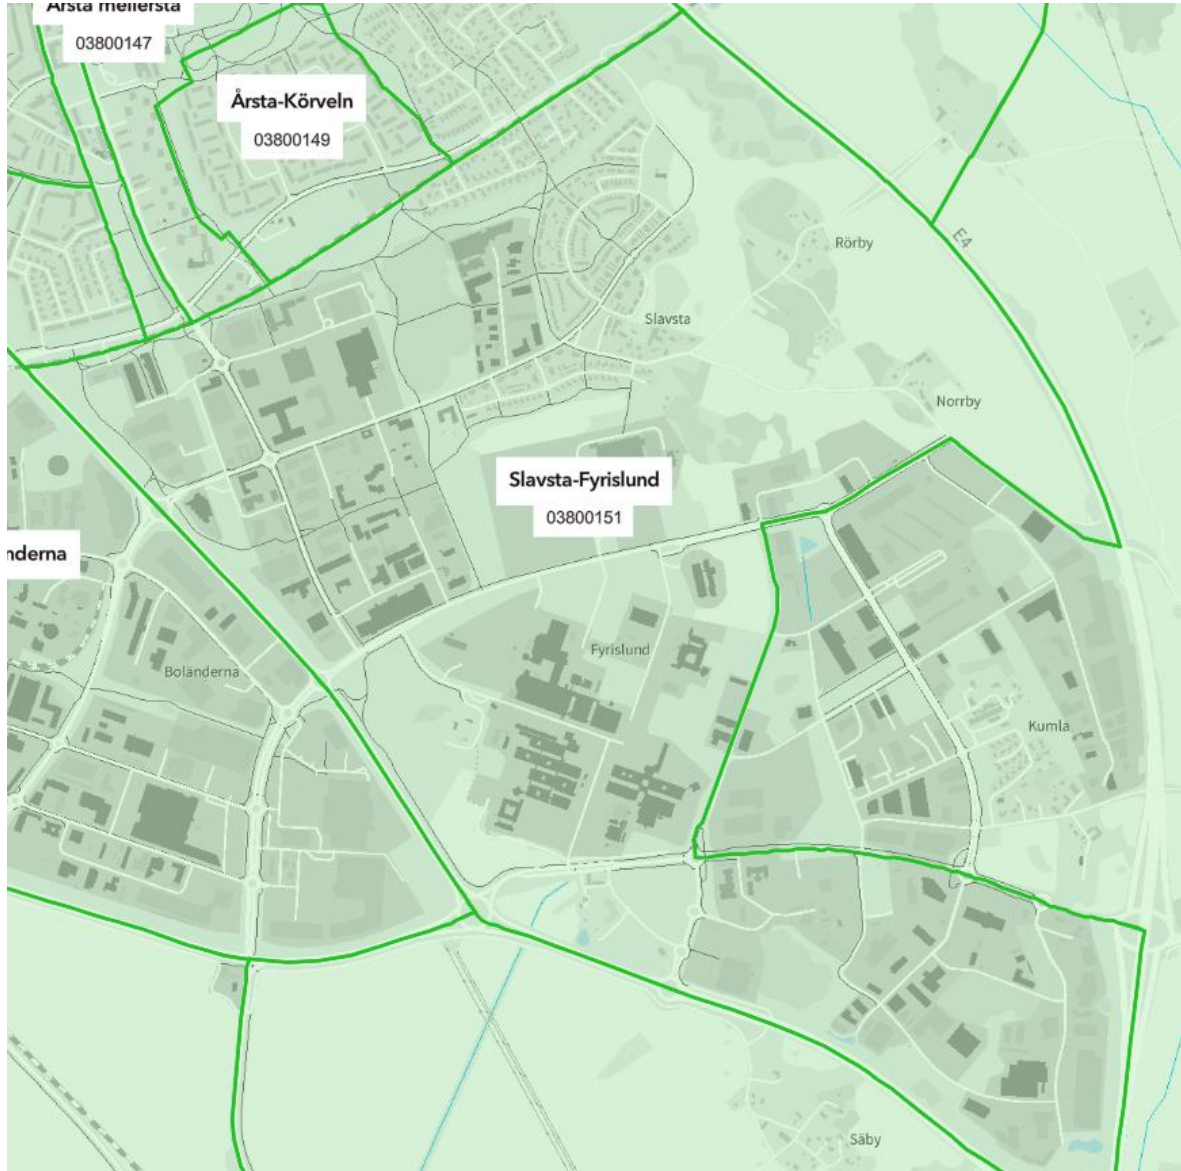 Årsta mellersta
03800147
Årsta-Körveln
03800149
Rörby
E4
Slavsta
Norrby
Slavsta-Fyrislund
03800151
nderna
Fyrislund
Boländerna
Kumla
Säby